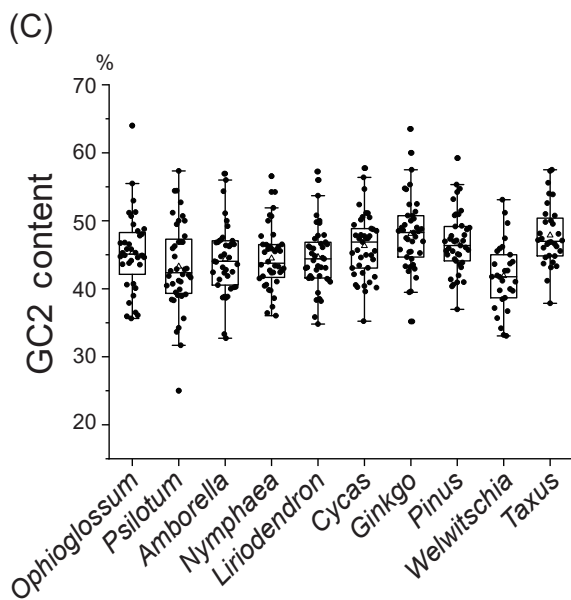 (C)
%
70
60
50
40
30
20
GC2 content
Ophioglossum
Psilotum
Amborella
Nymphaea
Liriodendron
Cycas
Ginkgo
Pinus
Welwitschia
Taxus